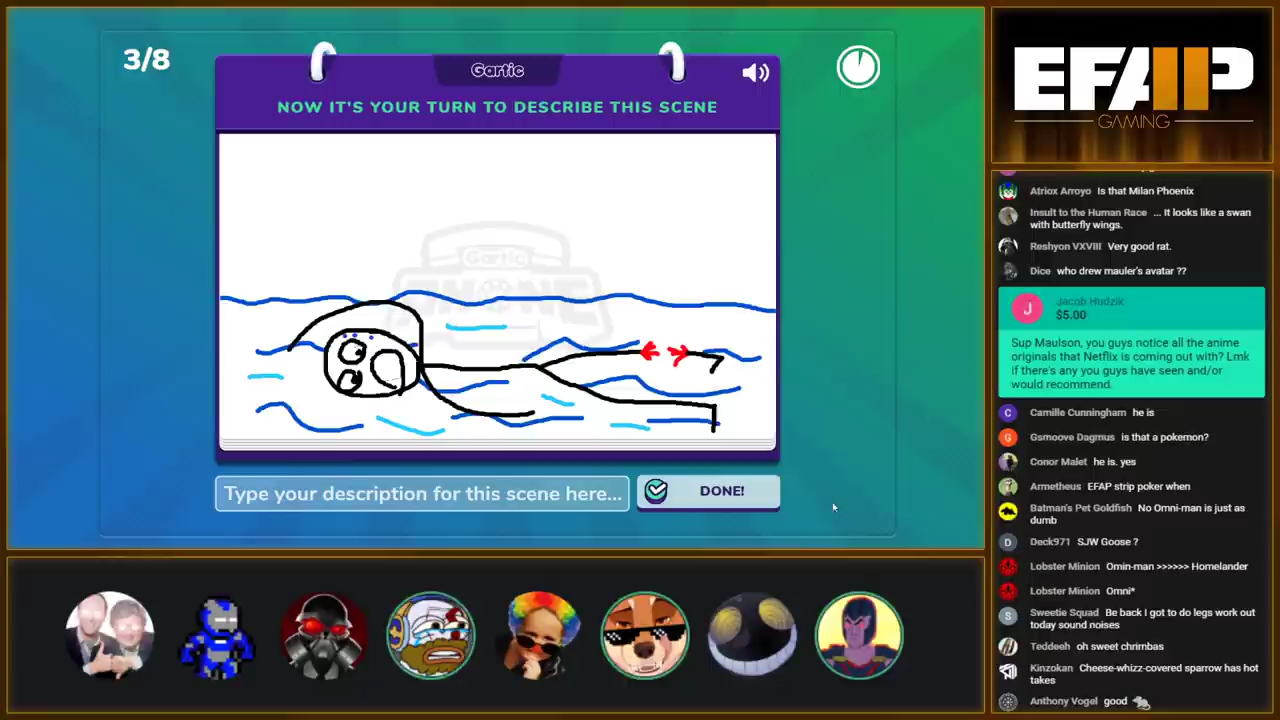 3/8
Gartic
NOW IT'S YOUR TURN TO DESCRIBE THIS SCENE
Gartic
PHONE
Type your description for this scene here...
DONE!
EFAP
GAMING
Atriox Arroyo Is that Milan Phoenix
Insult to the Human Race ... It looks like a swan
with butterfly wings.
Reshyon VXVIII Very good rat.
Dice who drew mauler's avatar ??
J
Jacob Hudzik
$5.00
Sup Maulson, you guys notice all the anime
originals that Netflix is coming out with? Lmk
if there's any you guys have seen and/or
would recommend.
C Camille Cunningham he is
G Gsmoove Dagmus is that a pokemon?
Conor Malet he is. yes
Armetheus EFAP strip poker when
Batman's Pet Goldfish No Omni-man is just as
dumb
D Deck971 SJW Goose ?
Lobster Minion Omin-man >>>>>> Homelander
Lobster Minion Omni*
S Sweetie Squad Be back I got to do legs work out
today sound noises
Teddeeh oh sweet chrimbas
Kinzokan Cheese-whizz-covered sparrow has hot
takes
Anthony Vogel good